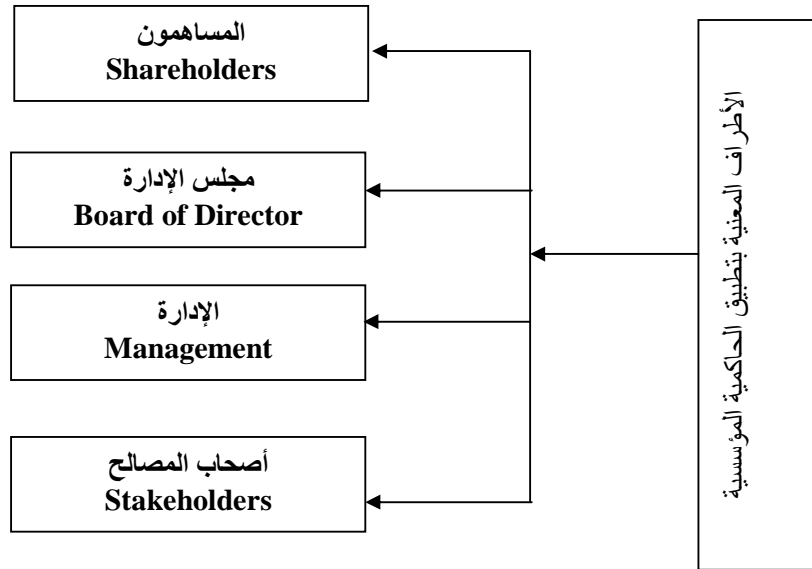 الأطراف المعنية بتطبيق الحاكمية المؤسسية
المساهمون
Shareholders
مجلس الإدارة
Board of Director
الإدارة
Management
أصحاب المصالح
Stakeholders